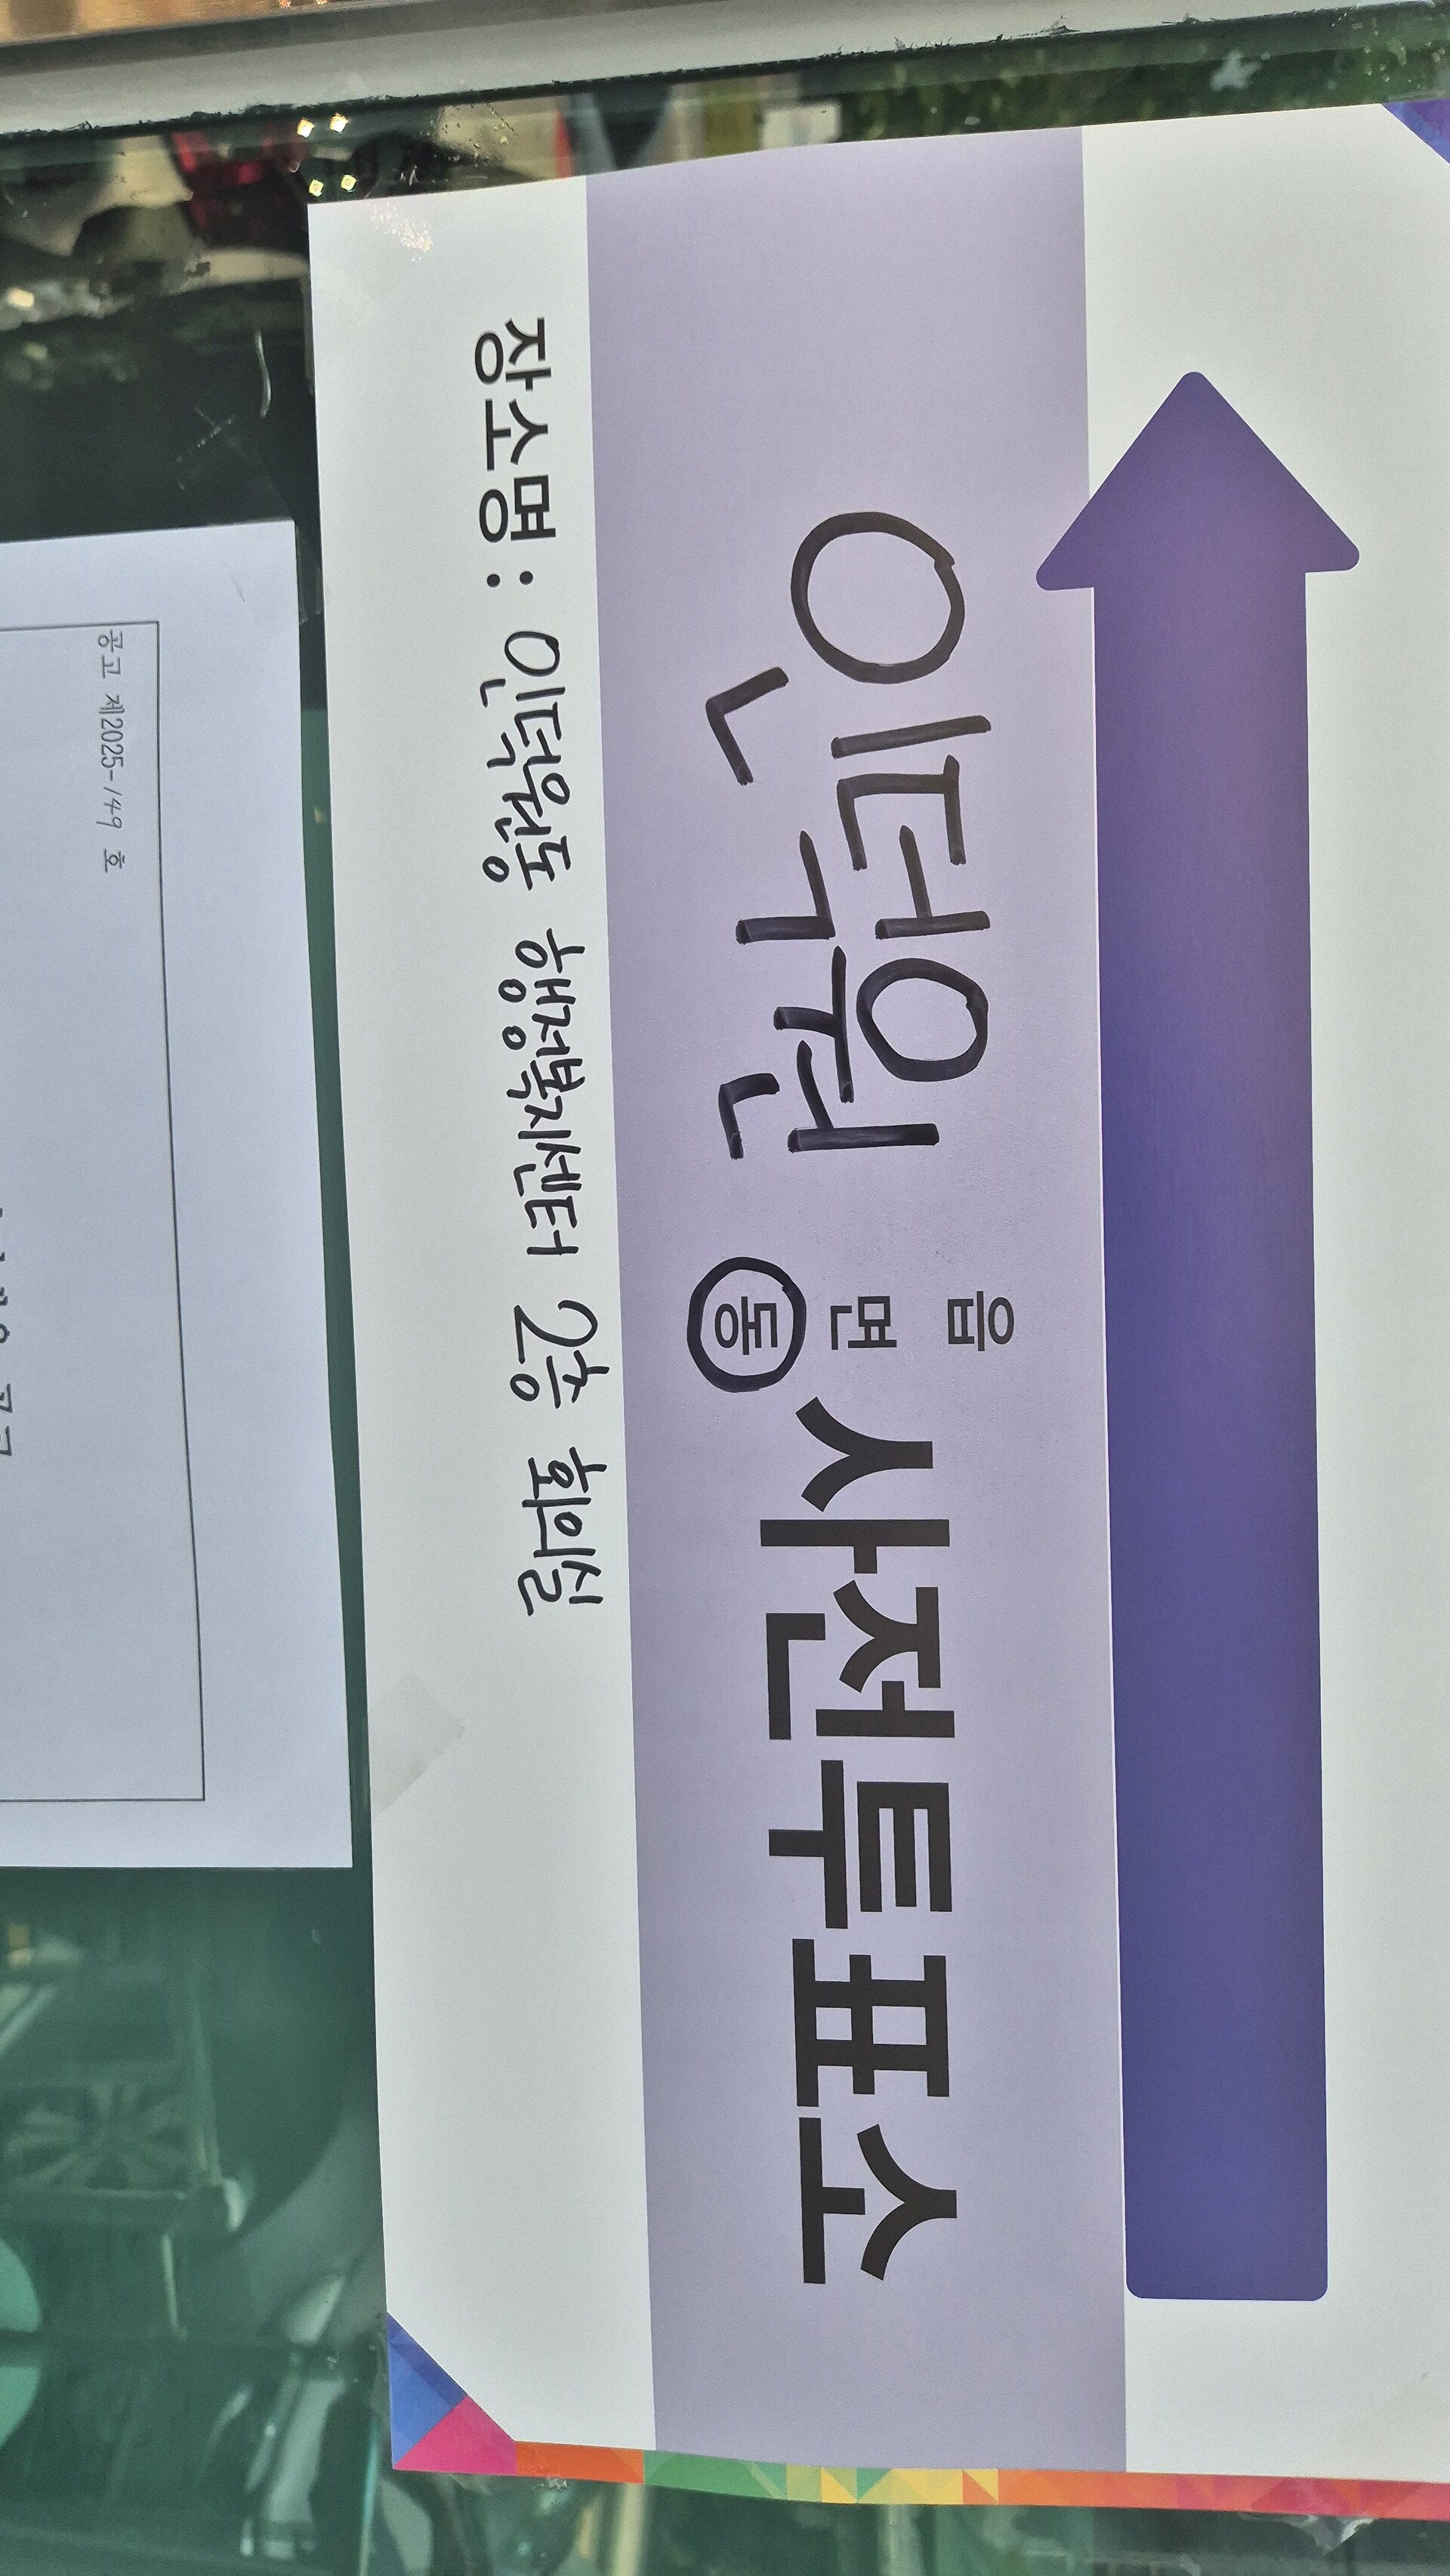 인덕원 읍
면
동 사전투표소
장소명 : 인덕원동 행정복지센터 2층 회의실
공고 제2025-149 호